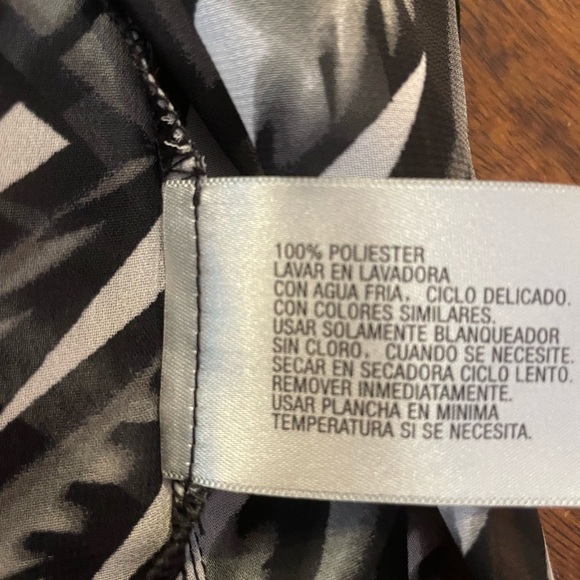 100% POLIESTER
LAVAR EN LAVADORA
CON AGUA FRIA, CICLO DELICADO.
CON COLORES SIMILARES.
USAR SOLAMENTE BLANQUEADOR
SIN CLORO, CUANDO SE NECESITE.
SECAR EN SECADORA CICLO LENTO.
REMOVER INMEDIATAMENTE.
USAR PLANCHA EN MINIMA
TEMPERATURA SI SE NECESITA.